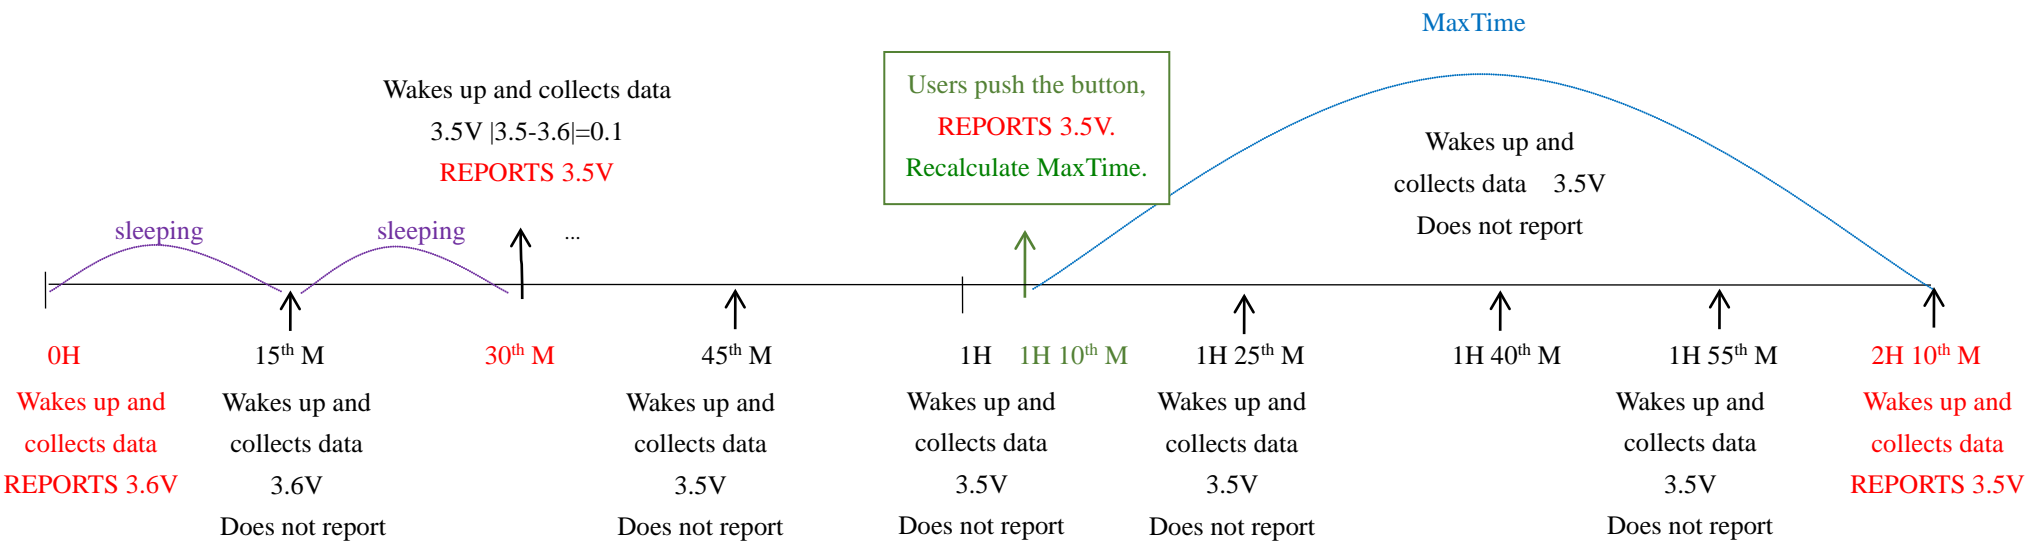 MaxTime
Wakes up and collects data
3.5V |3.5-3.6|=0.1
REPORTS 3.5V
Users push the button,
REPORTS 3.5V.
Recalculate MaxTime.
Wakes up and
collects data 3.5V
Does not report
sleeping
sleeping
...
0H
Wakes up and
collects data
REPORTS 3.6V
15th M
Wakes up and
collects data
3.6V
Does not report
30th M
45th M
Wakes up and
collects data
3.5V
Does not report
1H
Wakes up and
collects data
3.5V
Does not report
1H 10th M
1H 25th M
Wakes up and
collects data
3.5V
Does not report
1H 40th M
1H 55th M
Wakes up and
collects data
3.5V
Does not report
2H 10th M
Wakes up and
collects data
REPORTS 3.5V